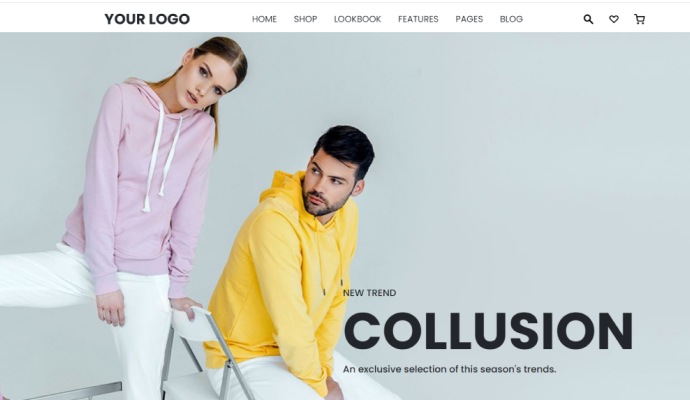 YOUR LOGO
HOME SHOP LOOKBOOK FEATURES PAGES BLOG
NEW TREND
COLLUSION
An exclusive selection of this season's trends.